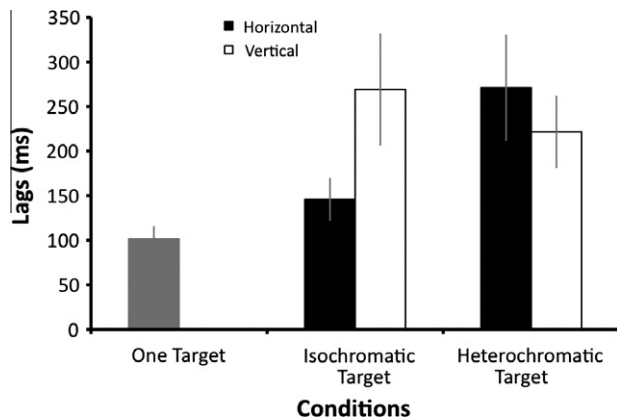 350
300
250
200
150
100
50
0
Lags (ms)
Horizontal
Vertical
One Target
Isochromatic
Target
Heterochromatic
Target
Conditions